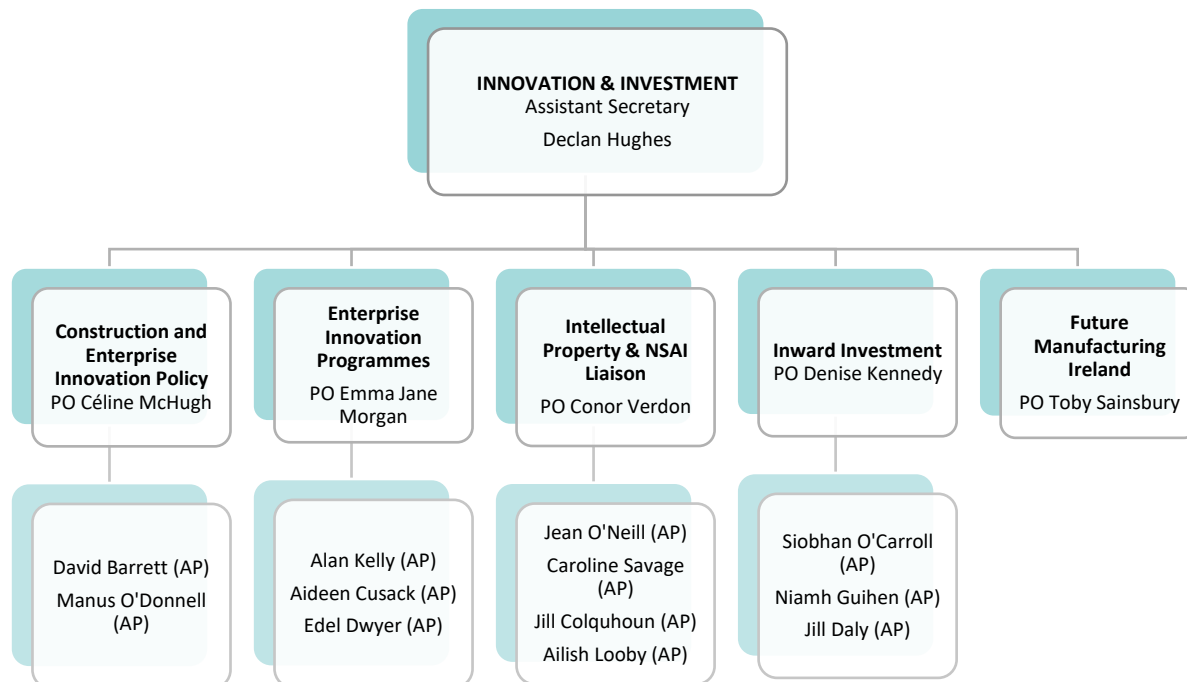 INNOVATION & INVESTMENT
Assistant Secretary
Declan Hughes
Construction and
Enterprise
Innovation Policy
PO Céline McHugh
Enterprise
Innovation
Programmes
PO Emma Jane
Morgan
Intellectual
Property & NSAI
Liaison
PO Conor Verdon
Inward Investment
PO Denise Kennedy
Future
Manufacturing
Ireland
PO Toby Sainsbury
David Barrett (AP)
Manus O'Donnell
(AP)
Alan Kelly (AP)
Aideen Cusack (AP)
Edel Dwyer (AP)
Jean O'Neill (AP)
Caroline Savage
(AP)
Jill Colquhoun (AP)
Ailish Looby (AP)
Siobhan O'Carroll
(AP)
Niamh Guihen (AP)
Jill Daly (AP)